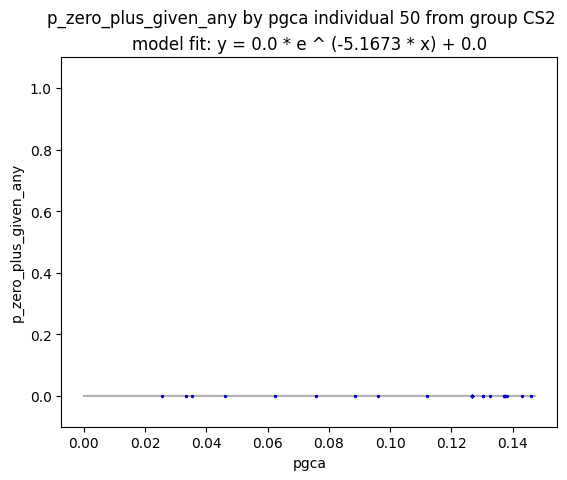 p_zero_plus_given_any by pgca individual 50 from group CS2
model fit: y = 0.0 * e ^ (-5.1673 * x) + 0.0
1.0
0.8
0.6
0.4
0.2
0.0
p_zero_plus_given_any
0.00 0.02 0.04 0.06 0.08 0.10 0.12 0.14
pgca